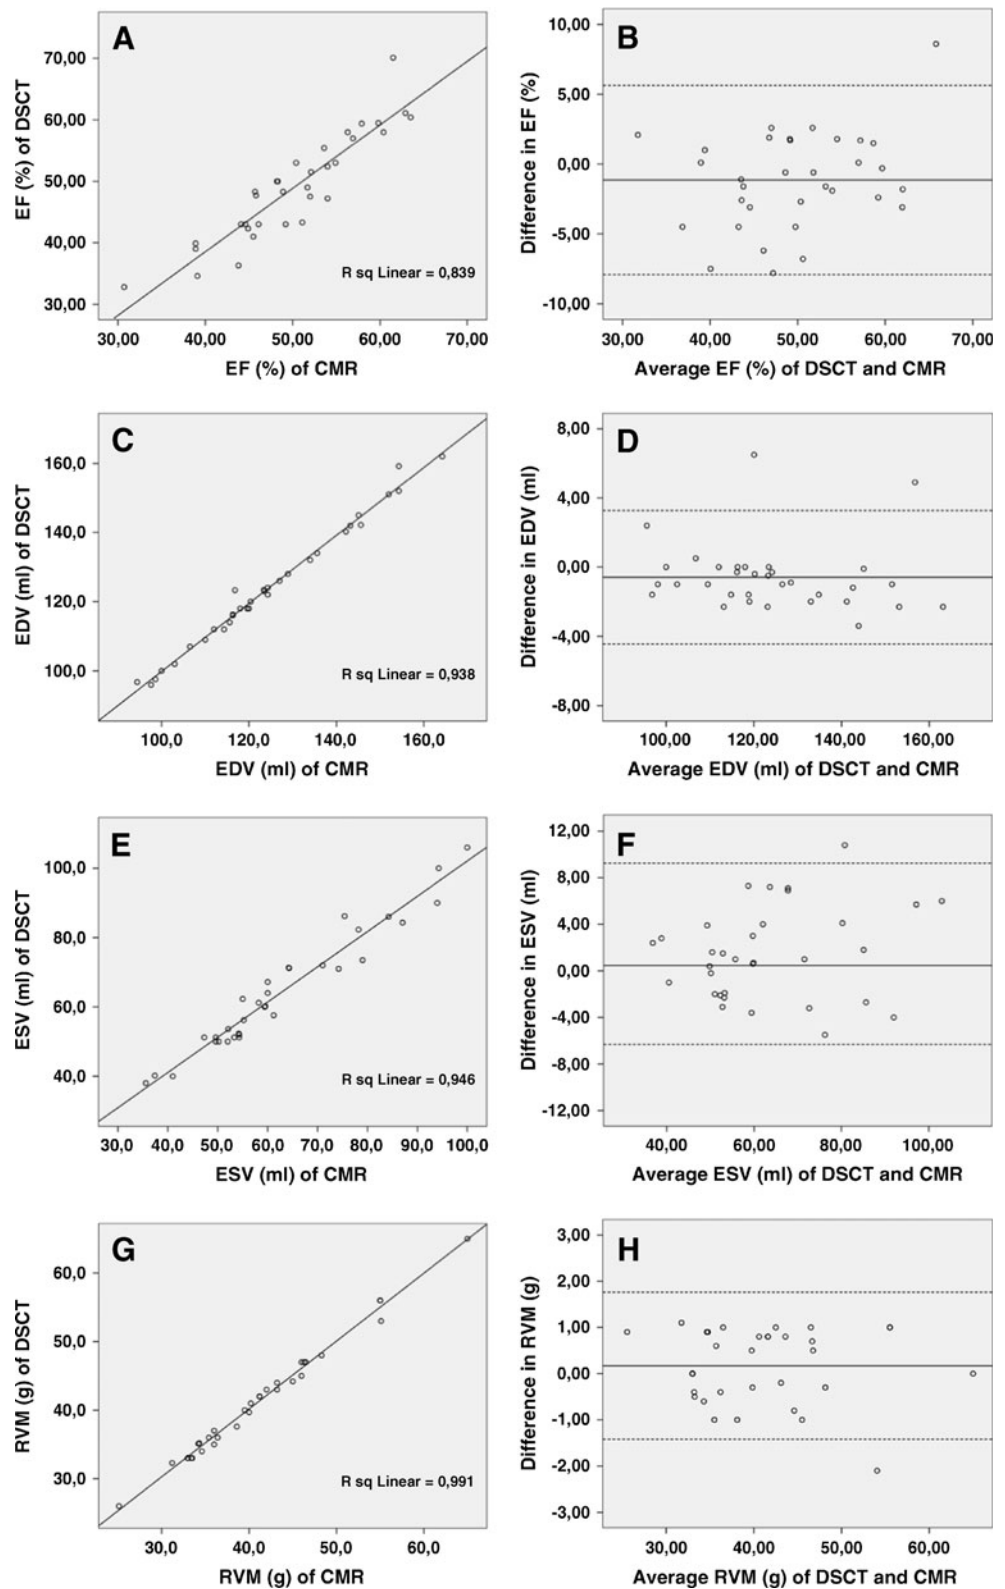 A
EF (%) of DSCT
70,00
60,00
50,00
40,00
30,00
R sq Linear = 0,839
30,00 40,00 50,00 60,00 70,00
EF (%) of CMR
B
Difference in EF (%)
10,00
5,00
0,00
-5,00
-10,00
30,00 40,00 50,00 60,00 70,00
Average EF (%) of DSCT and CMR
C
EDV (ml) of DSCT
160,0
140,0
120,0
100,0
R sq Linear = 0,938
100,0 120,0 140,0 160,0
EDV (ml) of CMR
D
Difference in EDV (ml)
8,00
4,00
0,00
-4,00
-8,00
100,00 120,00 140,00 160,00
Average EDV (ml) of DSCT and CMR
E
ESV (ml) of DSCT
100,0
80,0
60,0
40,0
R sq Linear = 0,946
30,0 40,0 50,0 60,0 70,0 80,0 90,0 100,0
ESV (ml) of CMR
F
Difference in ESV (ml)
12,00
8,00
4,00
0,00
-4,00
-8,00
-12,00
40,00 60,00 80,00 100,00
Average ESV (ml) of DSCT and CMR
G
RVM (g) of DSCT
60,0
50,0
40,0
30,0
R sq Linear = 0,991
30,0 40,0 50,0 60,0
RVM (g) of CMR
H
Difference in RVM (g)
3,00
2,00
1,00
0,00
-1,00
-2,00
-3,00
30,00 40,00 50,00 60,00
Average RVM (g) of DSCT and CMR